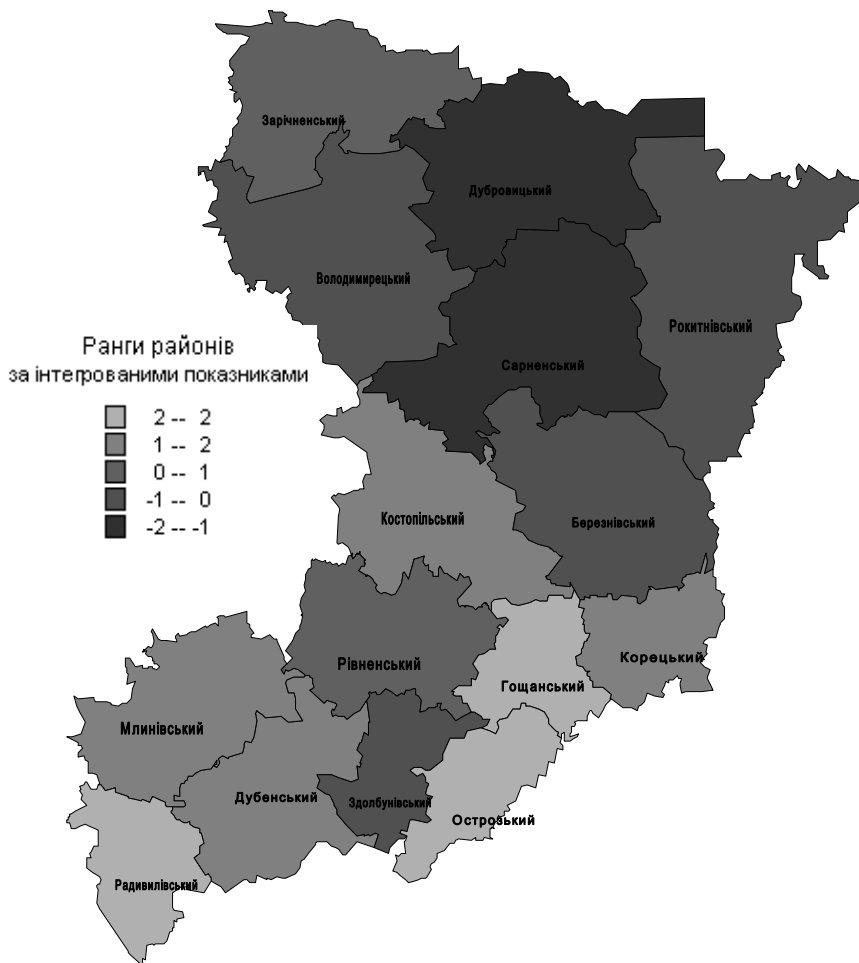 Зарічненський
Дубровицький
Володимирецький
Рокитнівський
Ранги районів
за інтегрованими показниками
Сарненський
2 -- 2
1 -- 2
0 -- 1
-1 -- 0
-2 -- -1
Костопільський
Березнівський
Корецький
Рівненський
Гощанський
Млинівський
Дубенський
Здолбунівський
Острозький
Радивилівський